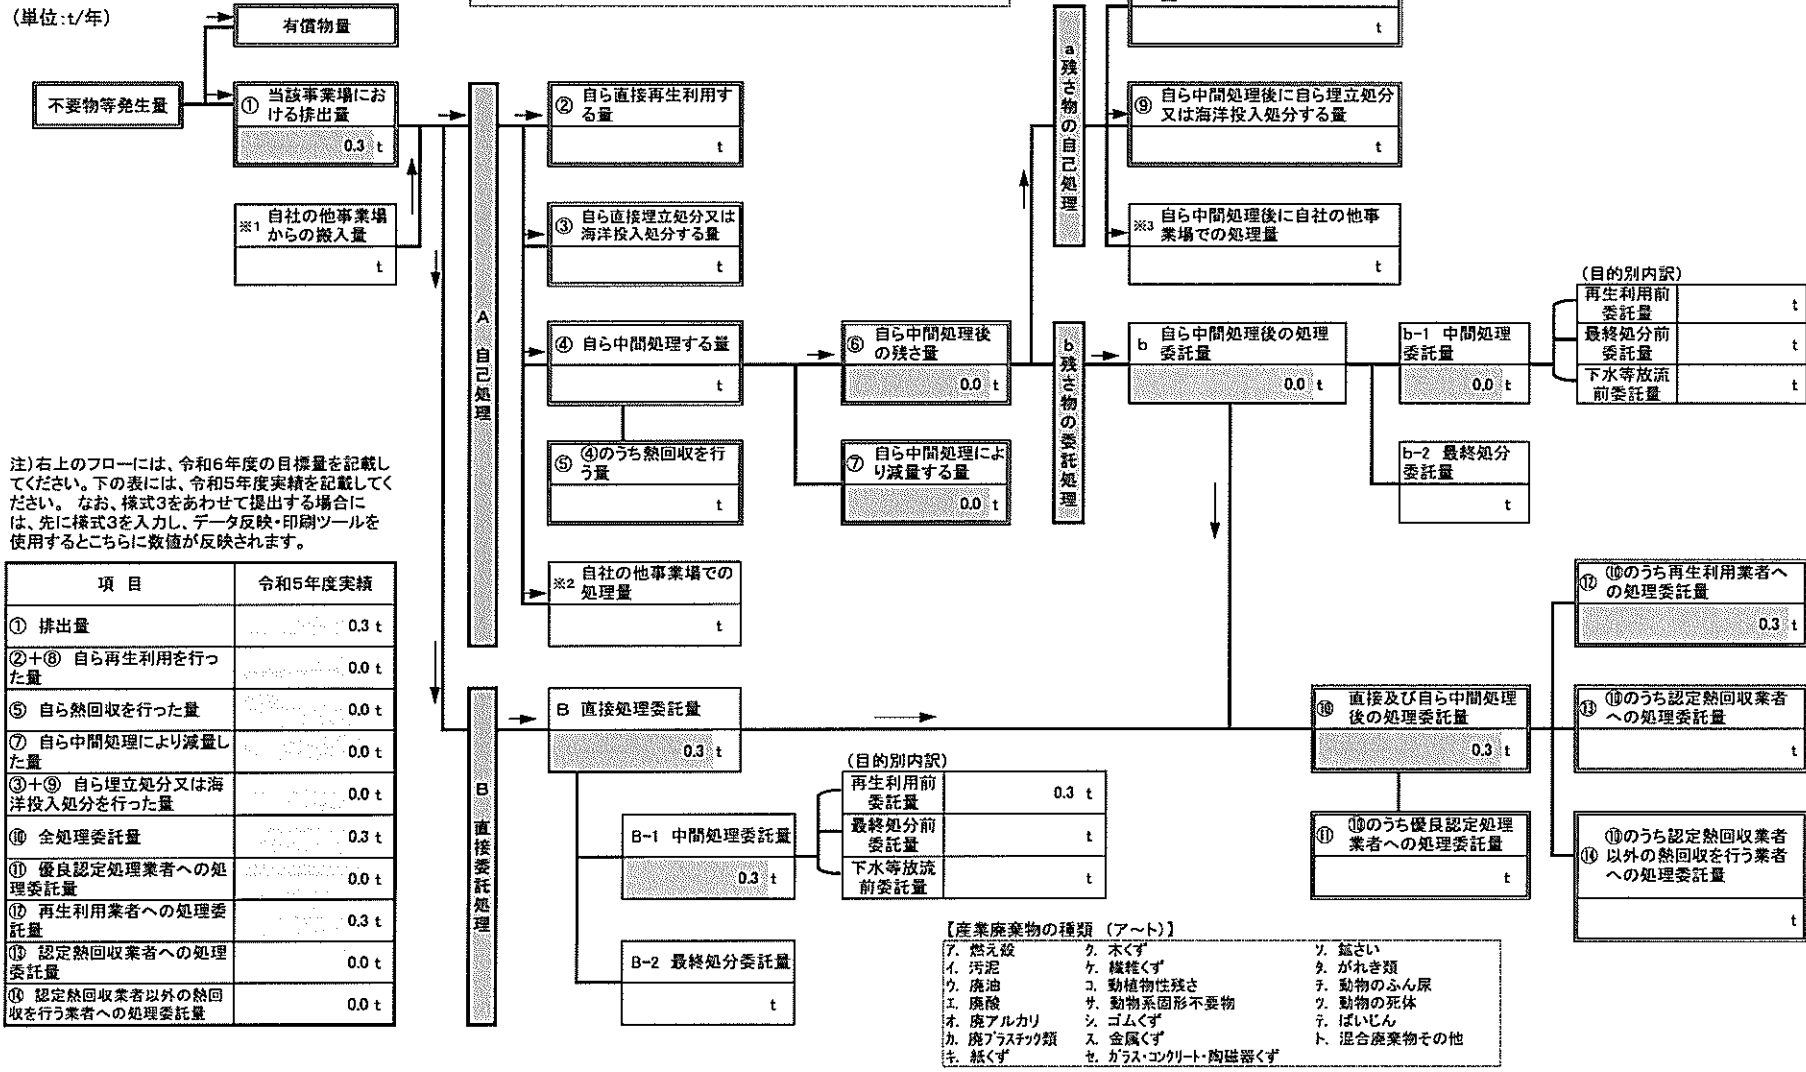 (単位:t/年)
有償物量
不要物等発生量
① 当該事業場にお
ける排出量
0.3 t
※1 自社の他事業場
からの搬入量
t
A 自己処理
② 自ら直接再生利用す
る量
t
③ 自ら直接埋立処分又は
海洋投入処分する量
t
④ 自ら中間処理する量
t
⑤ ④のうち熱回収を行
う量
t
※2 自社の他事業場での
処理量
t
⑥ 自ら中間処理後
の残さ量
0.0 t
⑦ 自ら中間処理によ
り減量する量
0.0 t
a 残さ物の自己処理
t
⑨ 自ら中間処理後に自ら埋立処分
又は海洋投入処分する量
t
※3 自ら中間処理後に自社の他事
業場での処理量
t
b 残さ物の委託処理
b 自ら中間処理後の処理
委託量
0.0 t
b-1 中間処理
委託量
0.0 t
b-2 最終処分
委託量
t
(目的別内訳)
再生利用前
委託量
t
最終処分前
委託量
t
下水等放流
前委託量
t
注)右上のフローには、令和6年度の目標量を記載し
てください。下の表には、令和5年度実績を記載してく
ださい。 なお、様式3をあわせて提出する場合に
は、先に様式3を入力し、データ反映・印刷ツールを
使用するとこちらに数値が反映されます。
項 目 令和5年度実績
① 排出量 0.3 t
②+⑧ 自ら再生利用を行っ
た量 0.0 t
⑤ 自ら熱回収を行った量 0.0 t
⑦ 自ら中間処理により減量し
た量 0.0 t
③+⑨ 自ら埋立処分又は海
洋投入処分を行った量 0.0 t
⑩ 全処理委託量 0.3 t
⑪ 優良認定処理業者への処
理委託量 0.0 t
⑫ 再生利用業者への処理委
託量 0.3 t
⑬ 認定熱回収業者への処理
委託量 0.0 t
⑭ 認定熱回収業者以外の熱回
収を行う業者への処理委託量 0.0 t
B 直接委託処理
B 直接処理委託量
0.3 t
B-1 中間処理委託量
0.3 t
B-2 最終処分委託量
t
(目的別内訳)
再生利用前
委託量
0.3 t
最終処分前
委託量
t
下水等放流
前委託量
t
⑩ 直接及び自ら中間処理
後の処理委託量
0.3 t
⑪ ⑩のうち優良認定処理
業者への処理委託量
t
⑫ ⑩のうち再生利用業者へ
の処理委託量
0.3 t
⑬ ⑩のうち認定熱回収業者
への処理委託量
t
⑭ ⑩のうち認定熱回収業者
以外の熱回収を行う業者
への処理委託量
t
【産業廃棄物の種類 (ア~ト)】
ア. 燃え殻 ク. 木くず ソ. 鉱さい
イ. 汚泥 ケ. 繊維くず タ. がれき類
ウ. 廃油 コ. 動植物性残さ チ. 動物のふん尿
エ. 廃酸 サ. 動物系固形不要物 ツ. 動物の死体
オ. 廃アルカリ シ. ゴムくず テ. ばいじん
カ. 廃プラスチック類 ス. 金属くず ト. 混合廃棄物その他
キ. 紙くず セ. ガラス・コンクリート・陶磁器くず